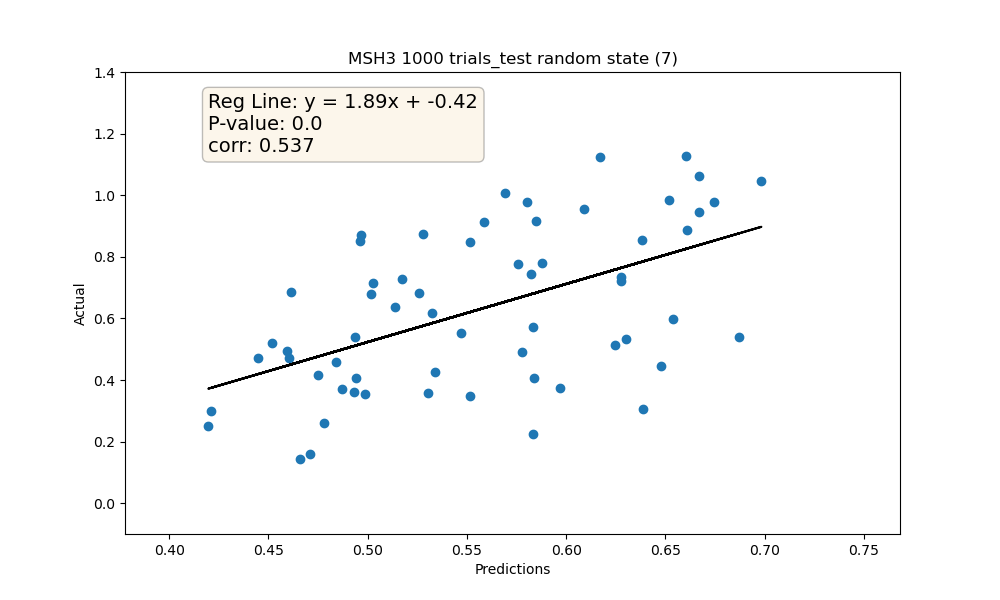 MSH3 1000 trials_test random state (7)
Reg Line: y = 1.89x + -0.42
P-value: 0.0
corr: 0.537
Actual
1.4
1.2
1.0
0.8
0.6
0.4
0.2
0.0
0.40 0.45 0.50 0.55 0.60 0.65 0.70 0.75
Predictions